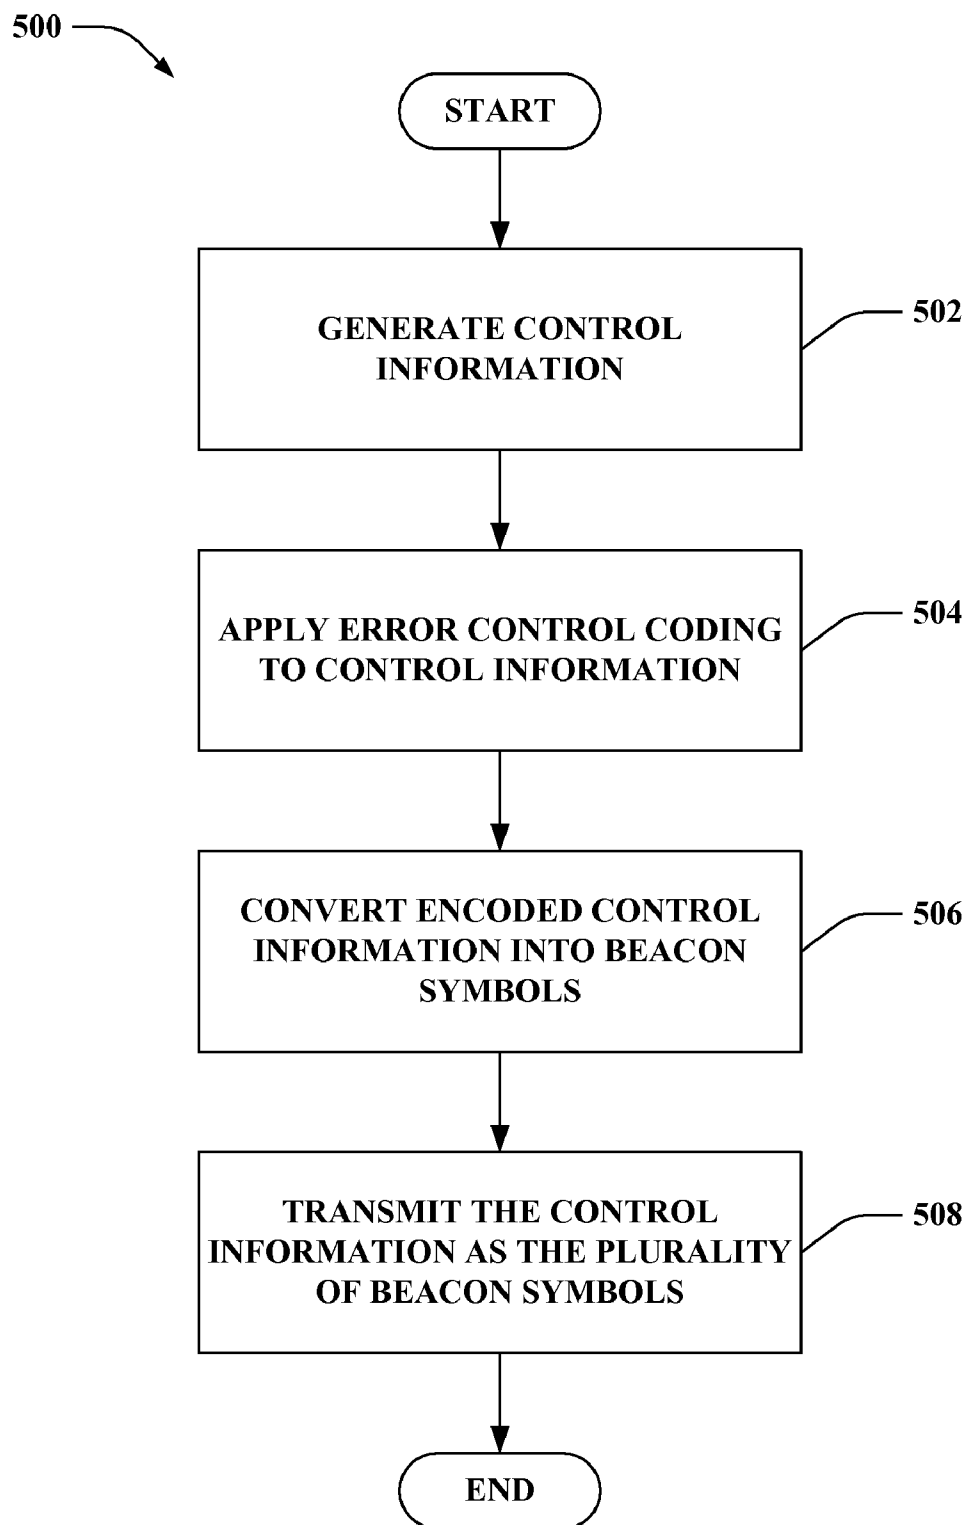 500
START
GENERATE CONTROL
INFORMATION
502
APPLY ERROR CONTROL CODING
TO CONTROL INFORMATION
504
CONVERT ENCODED CONTROL
INFORMATION INTO BEACON
SYMBOLS
506
TRANSMIT THE CONTROL
INFORMATION AS THE PLURALITY
OF BEACON SYMBOLS
508
END